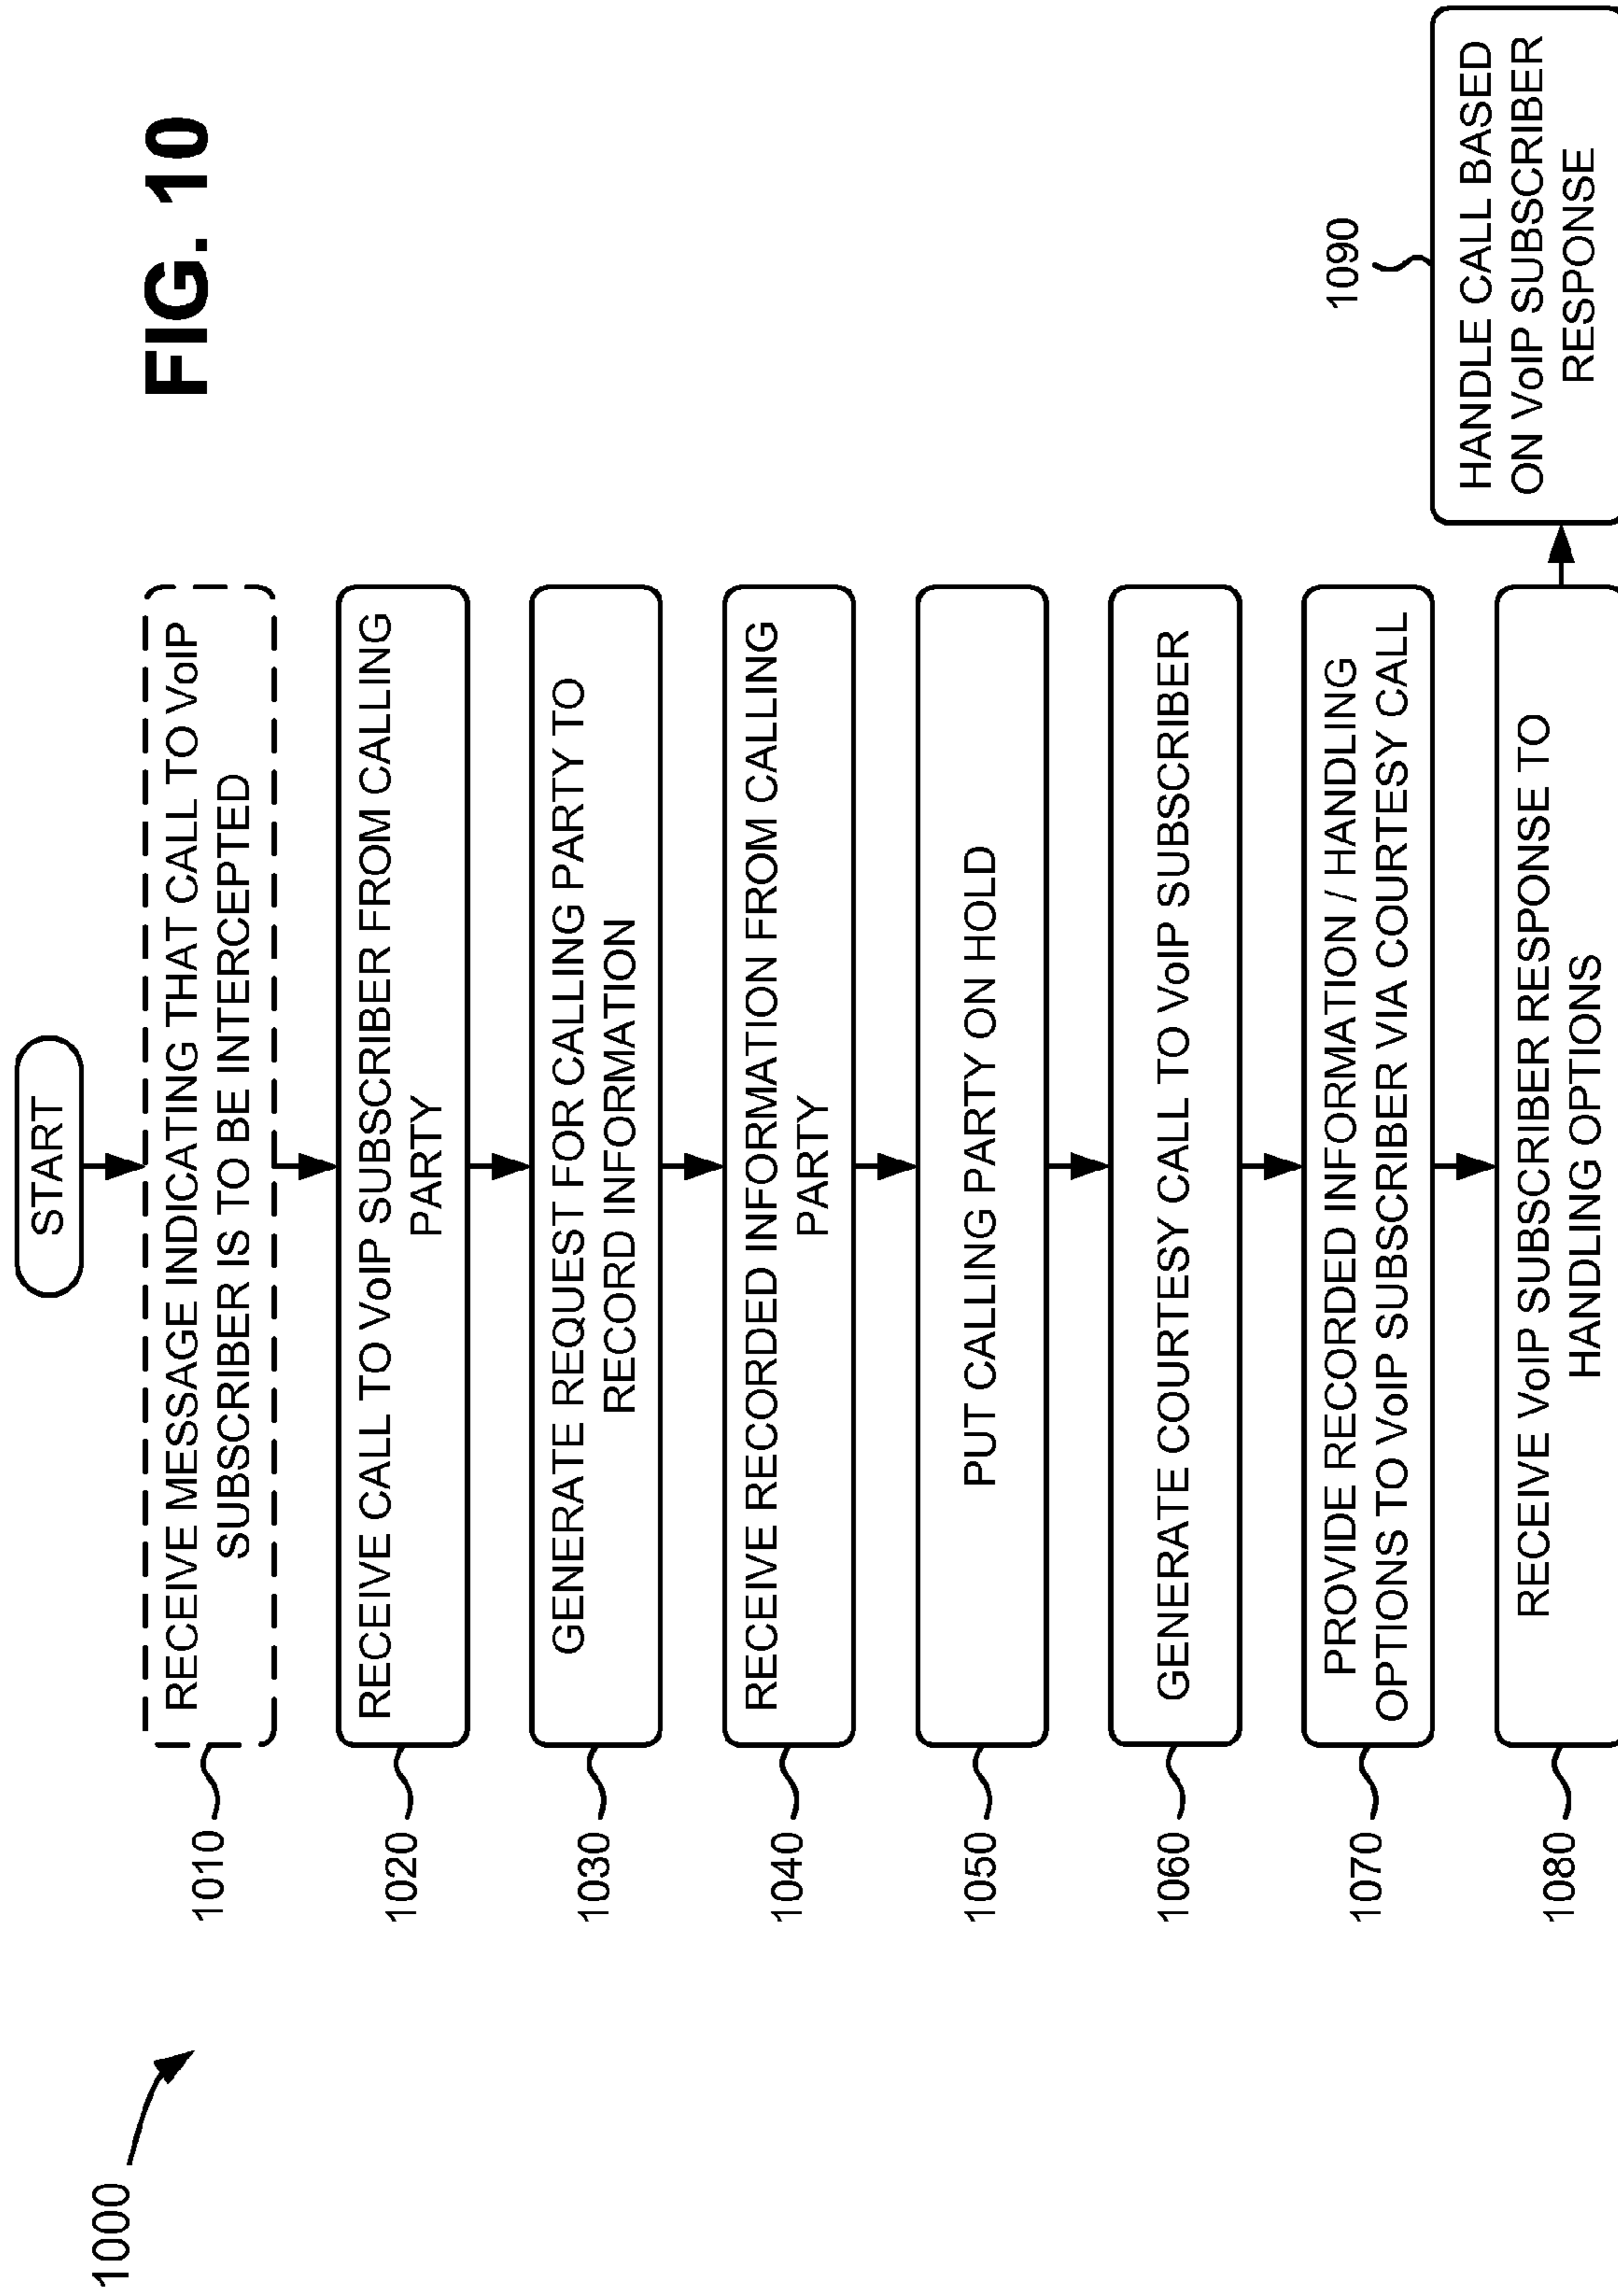 FIG. 10
1000
START
1010
RECEIVE MESSAGE INDICATING THAT CALL TO VoIP
SUBSCRIBER IS TO BE INTERCEPTED
1020
RECEIVE CALL TO VoIP SUBSCRIBER FROM CALLING
PARTY
1030
GENERATE REQUEST FOR CALLING PARTY TO
RECORD INFORMATION
1040
RECEIVE RECORDED INFORMATION FROM CALLING
PARTY
1050
PUT CALLING PARTY ON HOLD
1060
GENERATE COURTESY CALL TO VoIP SUBSCRIBER
1070
PROVIDE RECORDED INFORMATION / HANDLING
OPTIONS TO VoIP SUBSCRIBER VIA COURTESY CALL
1080
RECEIVE VoIP SUBSCRIBER RESPONSE TO
HANDLING OPTIONS
1090
HANDLE CALL BASED
ON VoIP SUBSCRIBER
RESPONSE